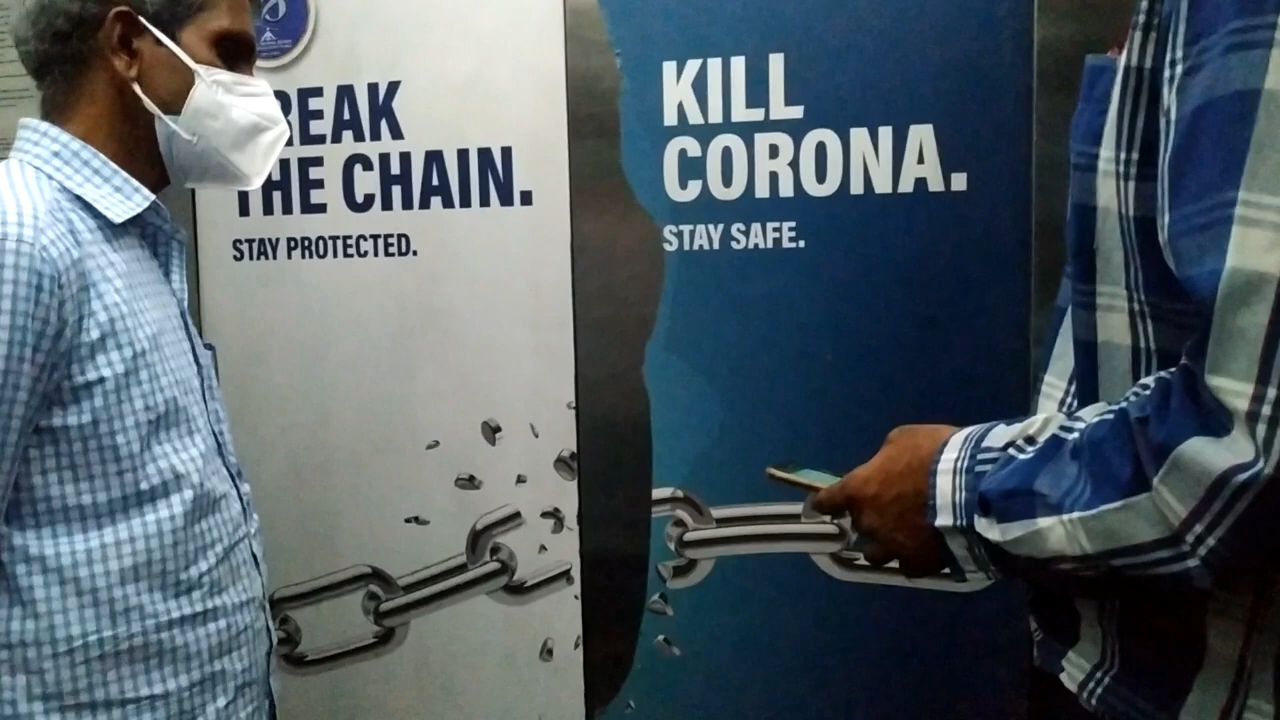 REAK
THE CHAIN.
STAY PROTECTED.
KILL
CORONA.
STAY SAFE.